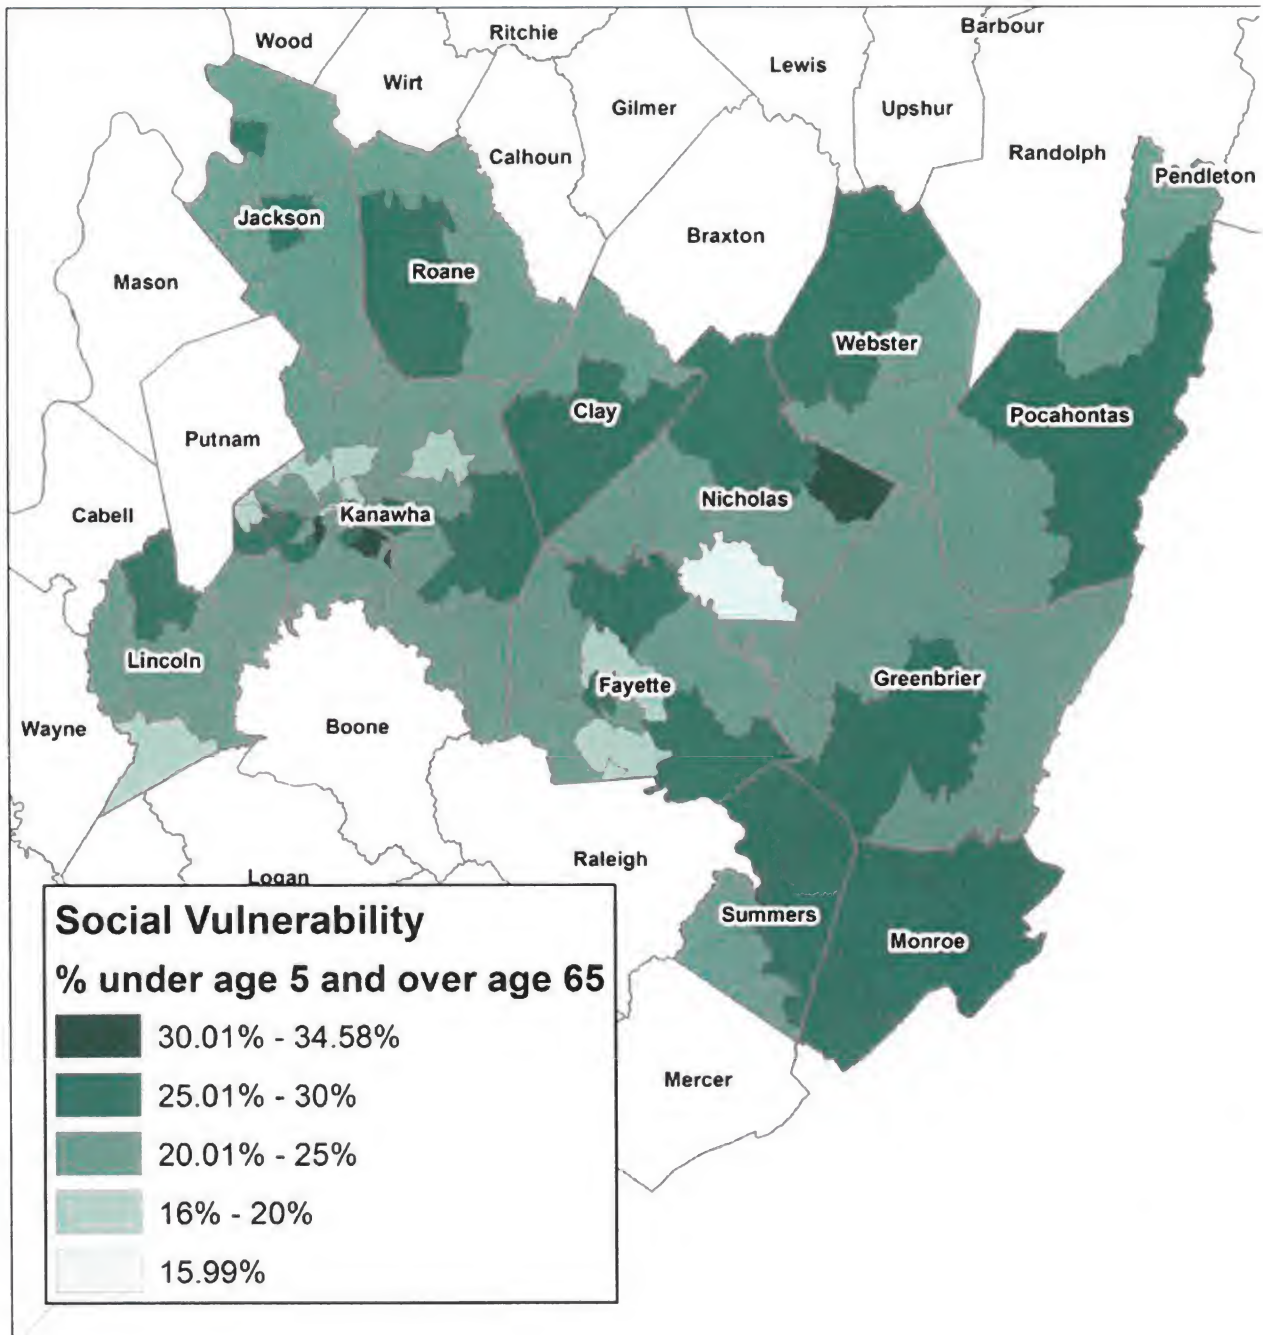 Barbour
Ritchie
Wood
Lewis
Wirt
Gilmer
Upshur
Calhoun
Randolph
Pendleton
Jackson
Braxton
Roane
Mason
Webster
Clay
Pocahontas
Putnam
Nicholas
Cabell
Kanawha
Lincoln
Greenbrier
Fayette
Wayne
Boone
Raleigh
Logan
Summers
Monroe
Mercer
Social Vulnerability
% under age 5 and over age 65
30.01% - 34.58%
25.01% - 30%
20.01% - 25%
16% - 20%
15.99%